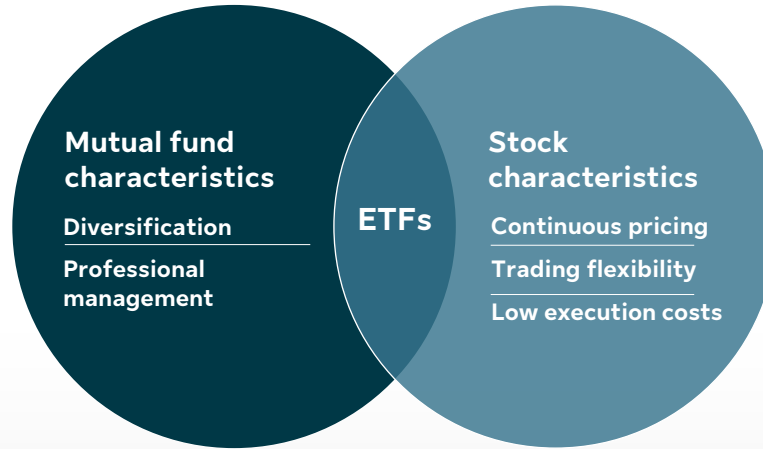 Mutual fund
characteristics
Diversification
Professional
management
ETFs
Stock
characteristics
Continuous pricing
Trading flexibility
Low execution costs